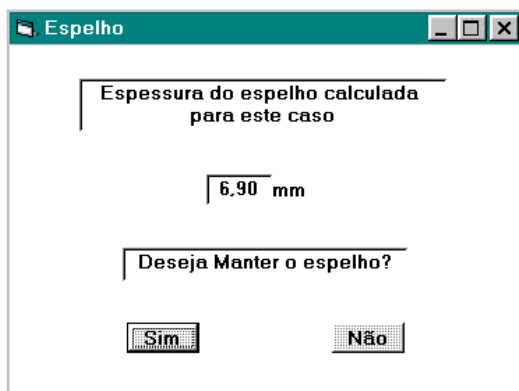 Espelho
Espessura do espelho calculada
para este caso
6,90 mm
Deseja Manter o espelho?
Sim Não